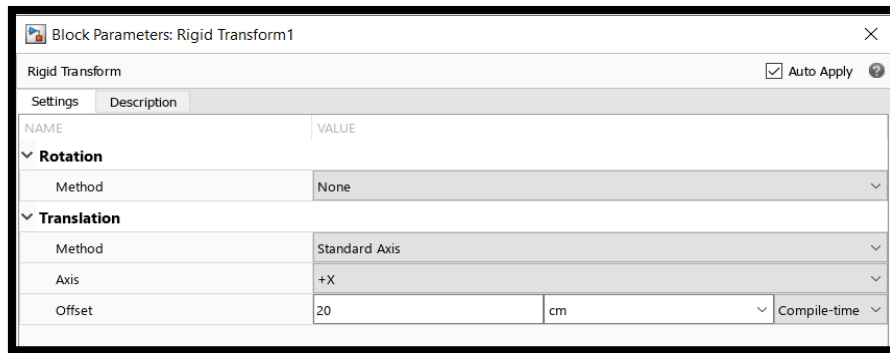 Block Parameters: Rigid Transform1
Rigid Transform Auto Apply
Settings Description
NAME VALUE
Rotation
Method None
Translation
Method Standard Axis
Axis +X
Offset 20 cm Compile-time